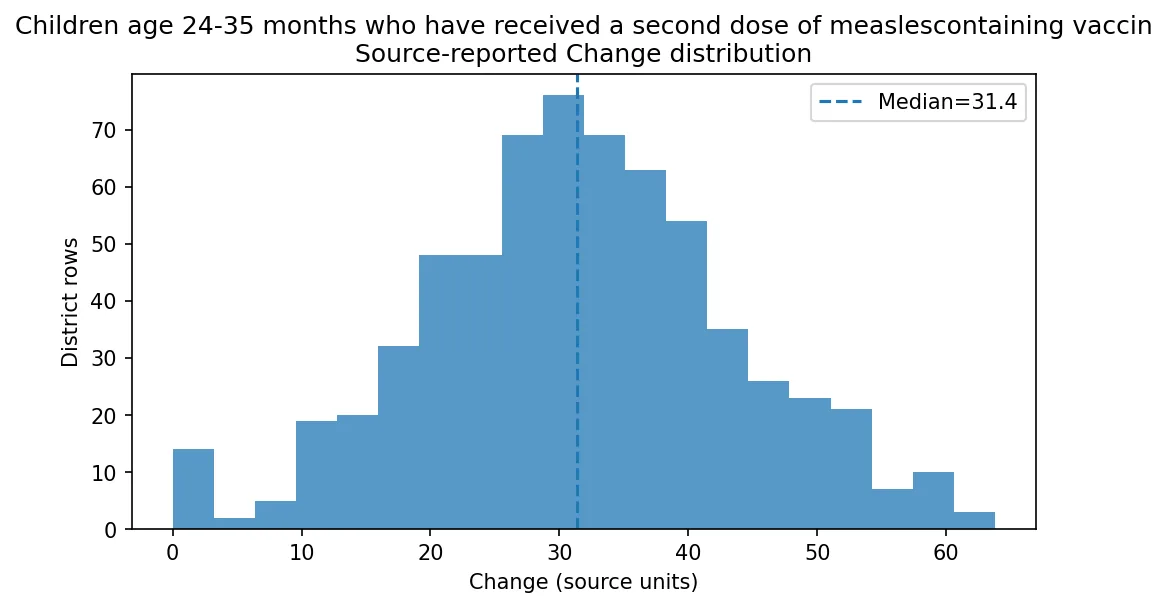 Children age 24-35 months who have received a second dose of measlescontaining vaccin
Source-reported Change distribution
Median=31.4
District rows
70
60
50
40
30
20
10
0
0 10 20 30 40 50 60
Change (source units)